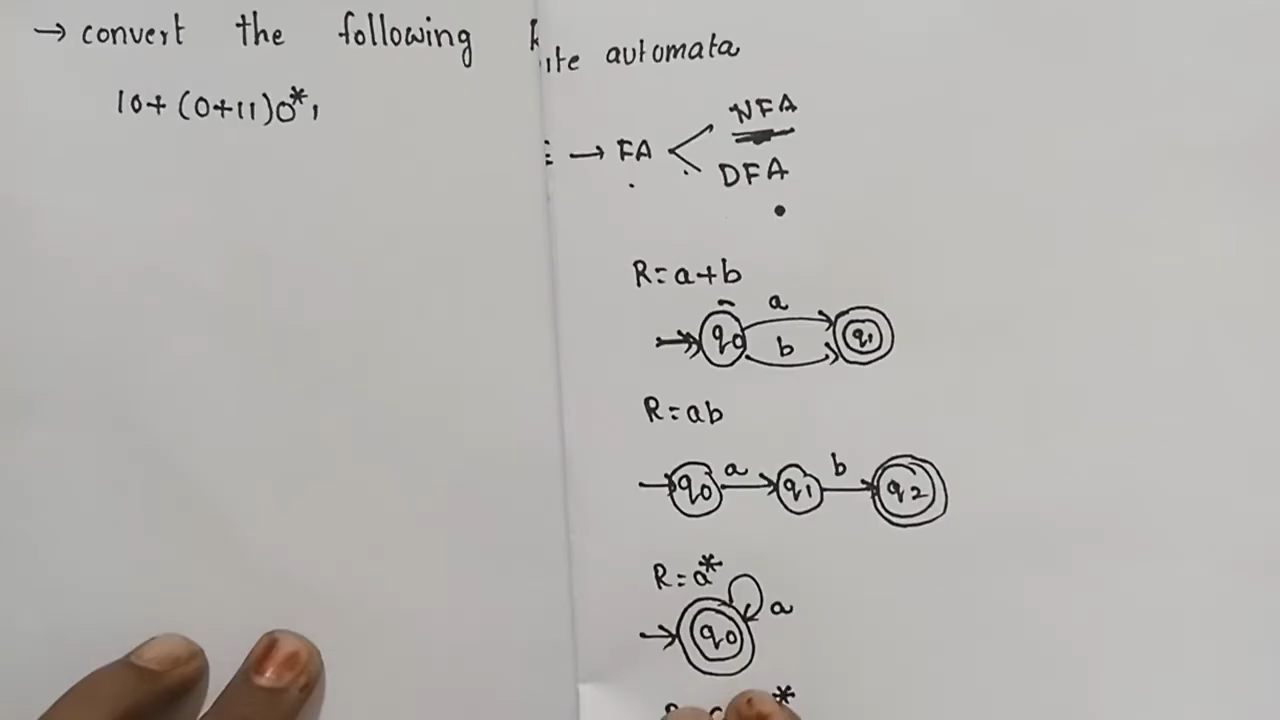 → convert the following
10+(0+11)0*1
automata
→ FA < NFA
DFA
R=a+b
q0 a b q1
R=ab
q0 a q1 b q2
R=a*
q0 a